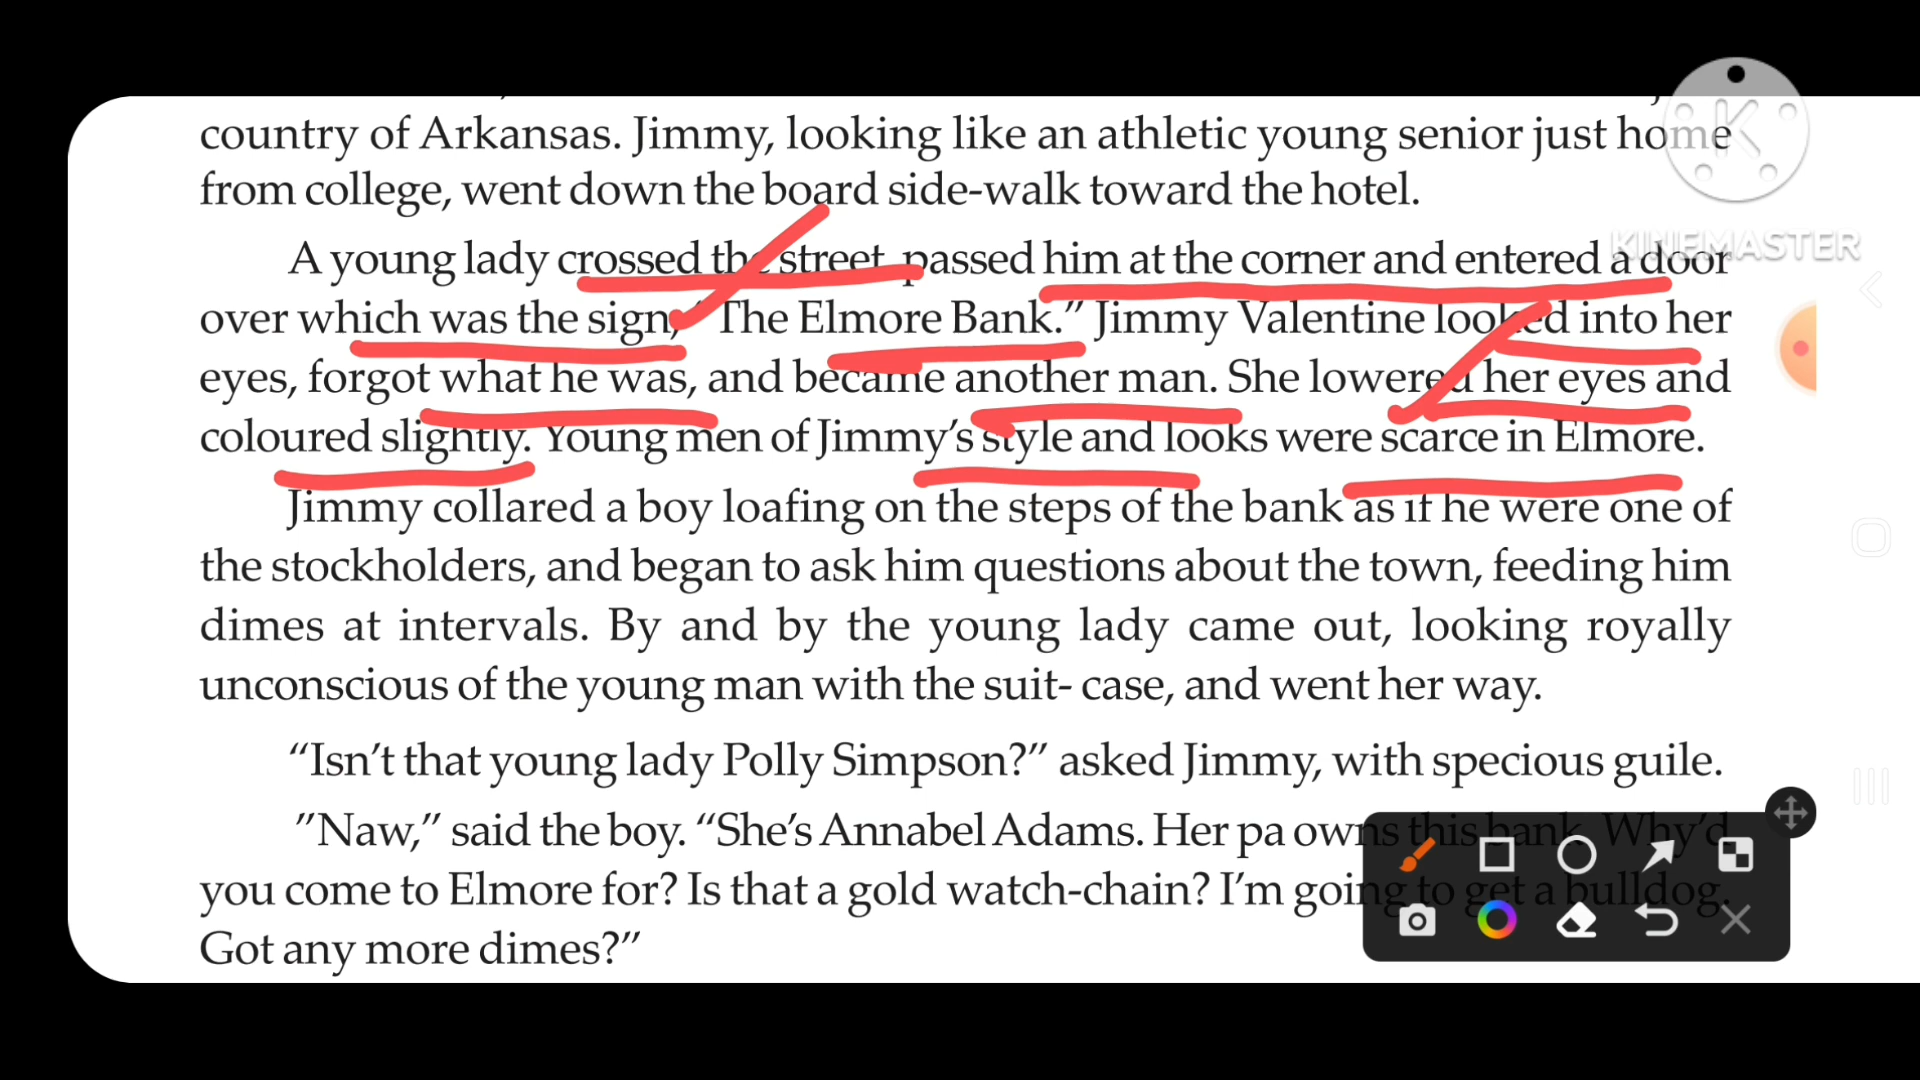 country of Arkansas. Jimmy, looking like an athletic young senior just home
from college, went down the board side-walk toward the hotel.
A young lady crossed the street, passed him at the corner and entered a door
over which was the sign, “The Elmore Bank.” Jimmy Valentine looked into her
eyes, forgot what he was, and became another man. She lowered her eyes and
coloured slightly. Young men of Jimmy’s style and looks were scarce in Elmore.
Jimmy collared a boy loafing on the steps of the bank as if he were one of
the stockholders, and began to ask him questions about the town, feeding him
dimes at intervals. By and by the young lady came out, looking royally
unconscious of the young man with the suit- case, and went her way.
“Isn’t that young lady Polly Simpson?” asked Jimmy, with specious guile.
”Naw,” said the boy. “She’s Annabel Adams. Her pa owns this bank. Why’d
you come to Elmore for? Is that a gold watch-chain? I’m going to get a bulldog.
Got any more dimes?”
K
KINEMASTER